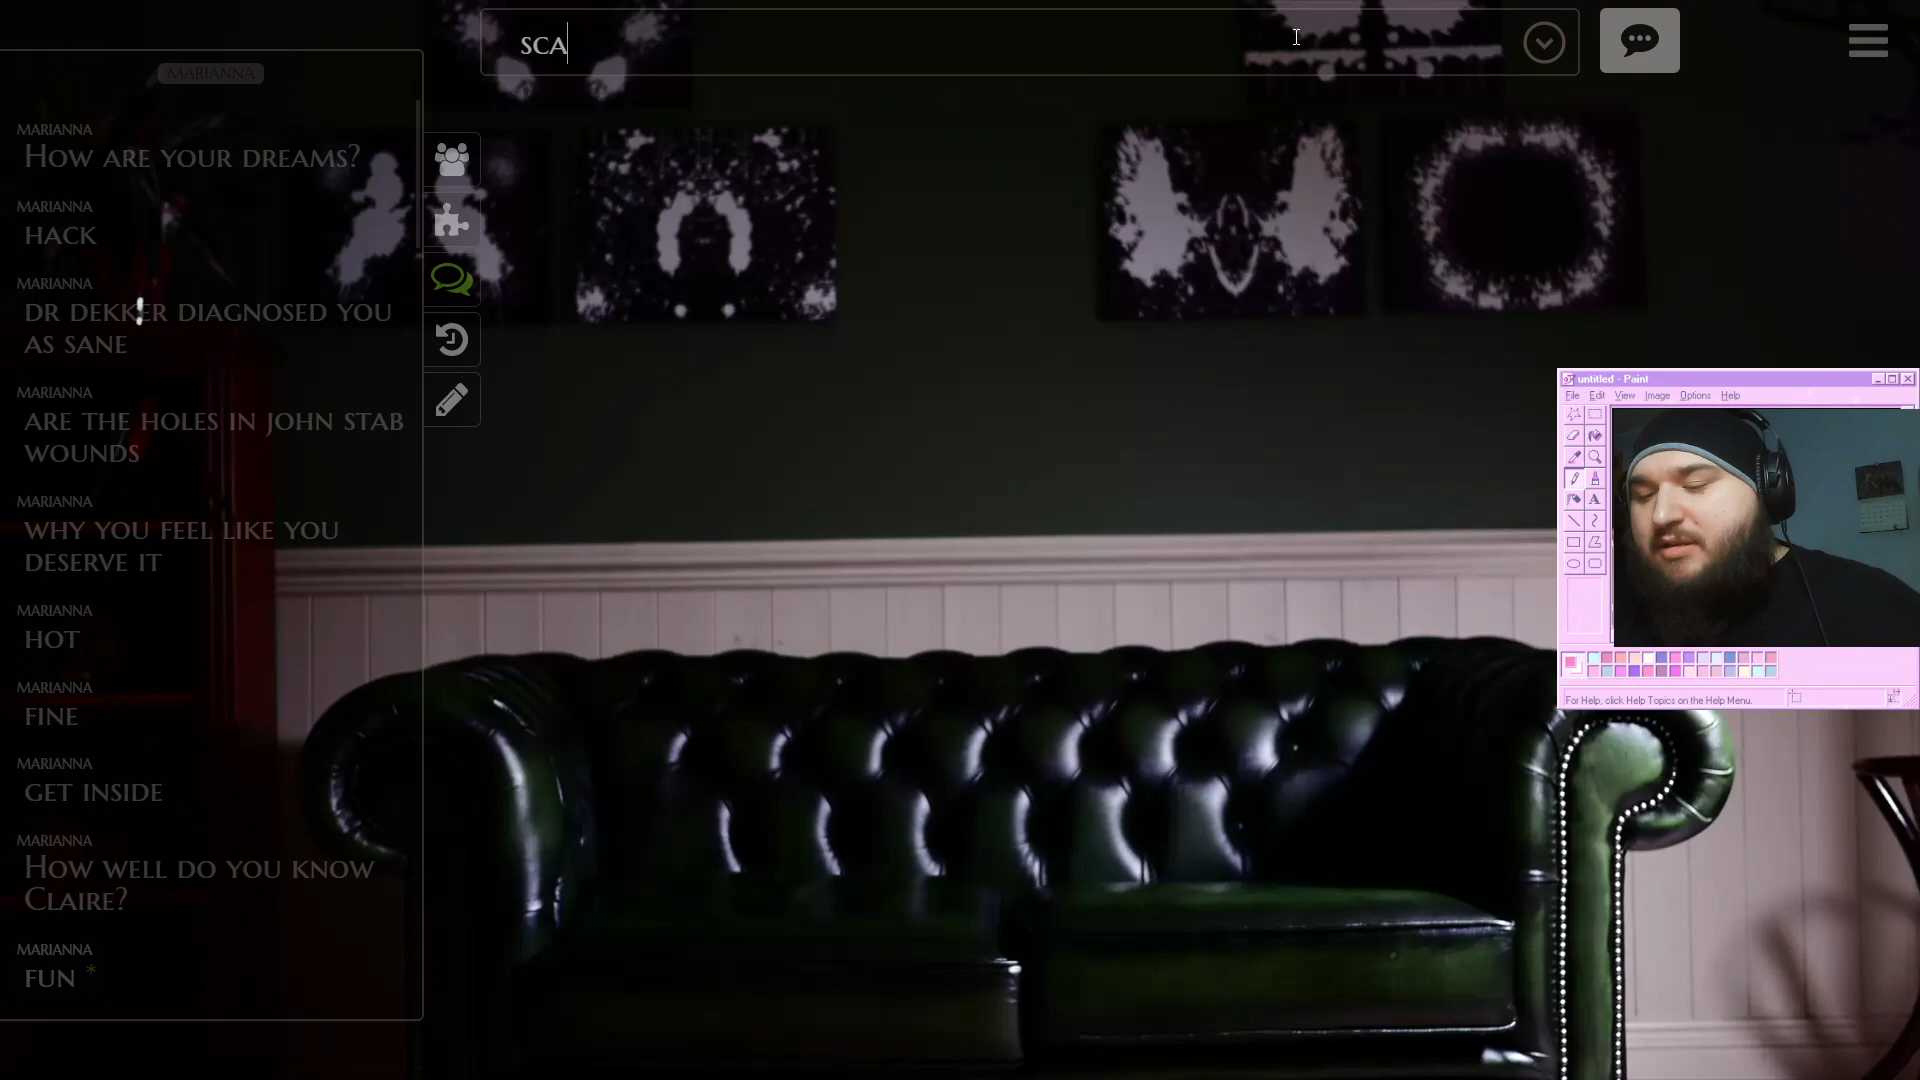 SCA
MARIANNA
MARIANNA
HOW ARE YOUR DREAMS?
MARIANNA
HACK
MARIANNA
DR DEKKER DIAGNOSED YOU
AS SANE
MARIANNA
ARE THE HOLES IN JOHN STAB
WOUNDS
MARIANNA
WHY YOU FEEL LIKE YOU
DESERVE IT
MARIANNA
HOT
MARIANNA
FINE
MARIANNA
GET INSIDE
MARIANNA
HOW WELL DO YOU KNOW
CLAIRE?
MARIANNA
FUN *
untitled - Paint
File Edit View Image Options Help
For Help, click Help Topics on the Help Menu.